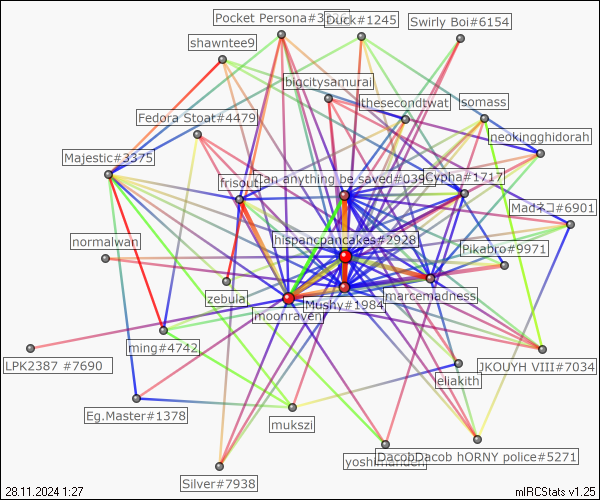 Pocket Persona#3
Duck#1245
Swirly Boi#6154
shawntee9
bigcitysamurai
thesecondtwat
somass
Fedora Stoat#4479
neokingghidorah
Majestic#3375
frisout
Can anything be saved#039
Cypha#1717
Madネコ#6901
normalwan
hispancpancakes#2928
Pikabro#9971
zebula
moonraven
Mushy#1984
marcemadness
ming#4742
LPK2387 #7690
eliakith
JKOUYH VIII#7034
Eg.Master#1378
mukszi
yoshimanden
DacobDacob hORNY police#5271
Silver#7938
28.11.2024 1:27
mIRCStats v1.25